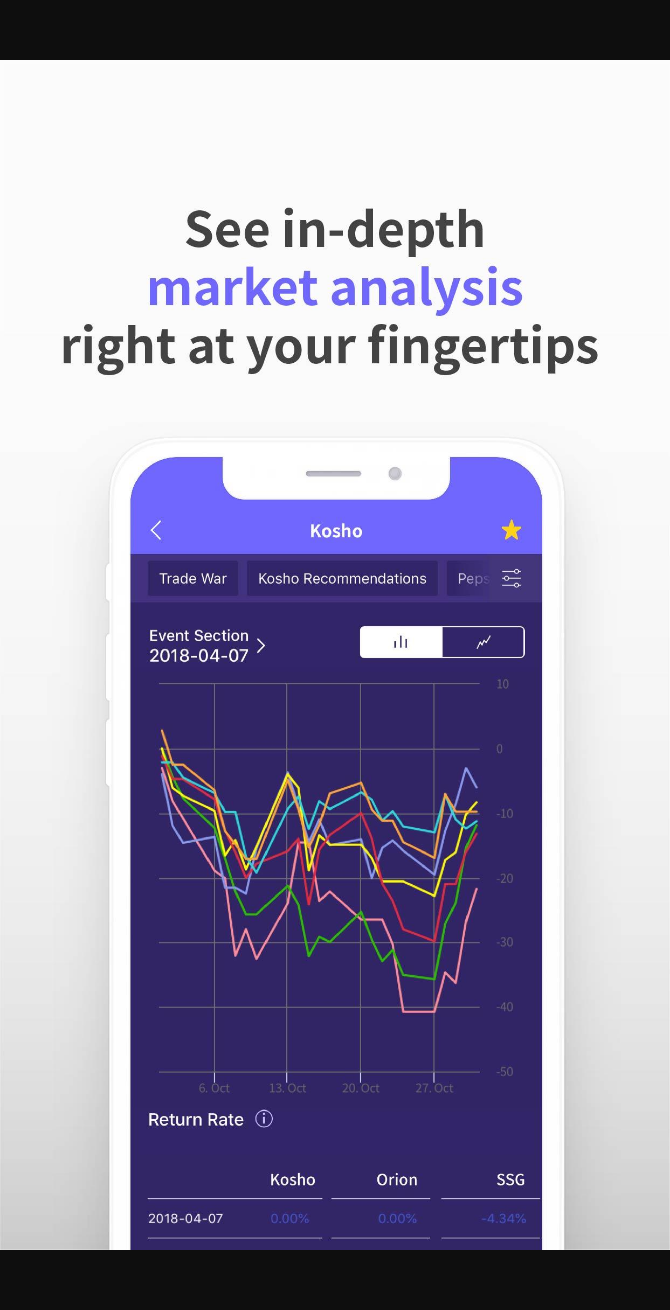 See in-depth
market analysis
right at your fingertips
Kosho
Trade War
Kosho Recommendations
Peps
Event Section
2018-04-07
10
0
-10
-20
-30
-40
-50
6. Oct 13. Oct 20. Oct 27. Oct
Return Rate
Kosho Orion SSG
2018-04-07 0.00% 0.00% -4.34%